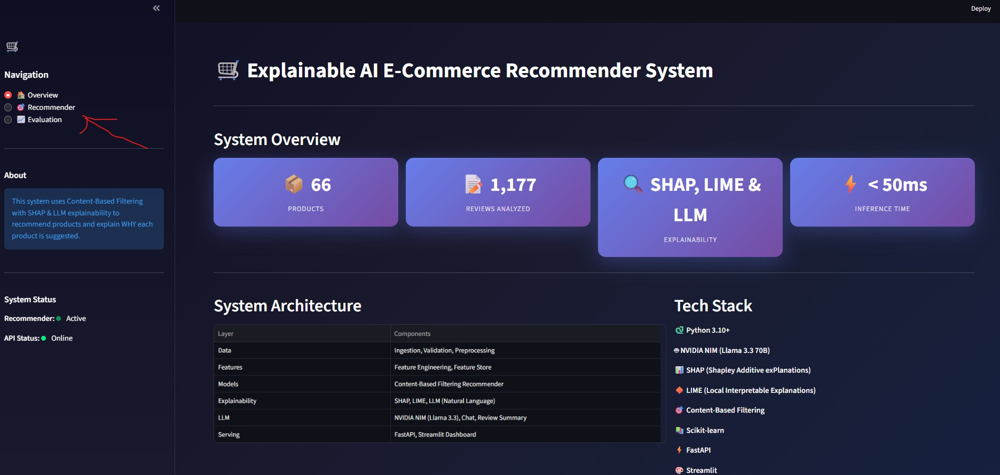 Deploy
Navigation
Overview
Recommender
Evaluation
About
This system uses Content-Based Filtering
with SHAP & LLM explainability to
recommend products and explain WHY each
product is suggested.
System Status
Recommender: Active
API Status: Online
Explainable AI E-Commerce Recommender System
System Overview
66
PRODUCTS
1,177
REVIEWS ANALYZED
SHAP, LIME &
LLM
EXPLAINABILITY
< 50ms
INFERENCE TIME
System Architecture
Layer Components
Data Ingestion, Validation, Preprocessing
Features Feature Engineering, Feature Store
Models Content-Based Filtering Recommender
Explainability SHAP, LIME, LLM (Natural Language)
LLM NVIDIA NIM (Llama 3.3), Chat, Review Summary
Serving FastAPI, Streamlit Dashboard
Tech Stack
Python 3.10+
NVIDIA NIM (Llama 3.3 70B)
SHAP (Shapley Additive exPlanations)
LIME (Local Interpretable Explanations)
Content-Based Filtering
Scikit-learn
FastAPI
Streamlit